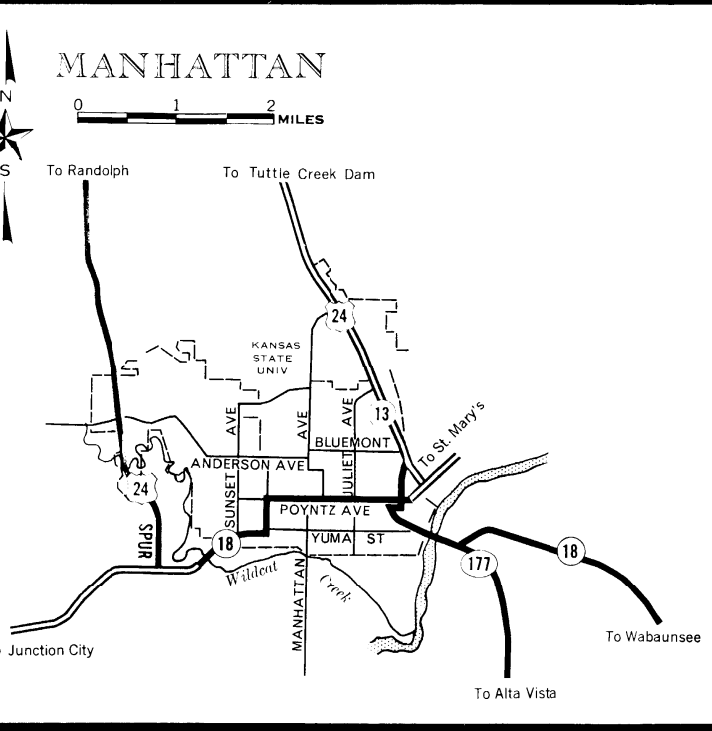 MANHATTAN
0 1 2
MILES
N
S
To Randolph
To Tuttle Creek Dam
24
KANSAS
STATE
UNIV
13
To St. Mary's
AVE
AVE
AVE
BLUEMONT
ANDERSON AVE
JULIET
SUNSET
24
SPUR
POYNTZ AVE
YUMA ST
18
Wildcat
Creek
MANHATTAN
177
18
Junction City
To Wabaunsee
To Alta Vista